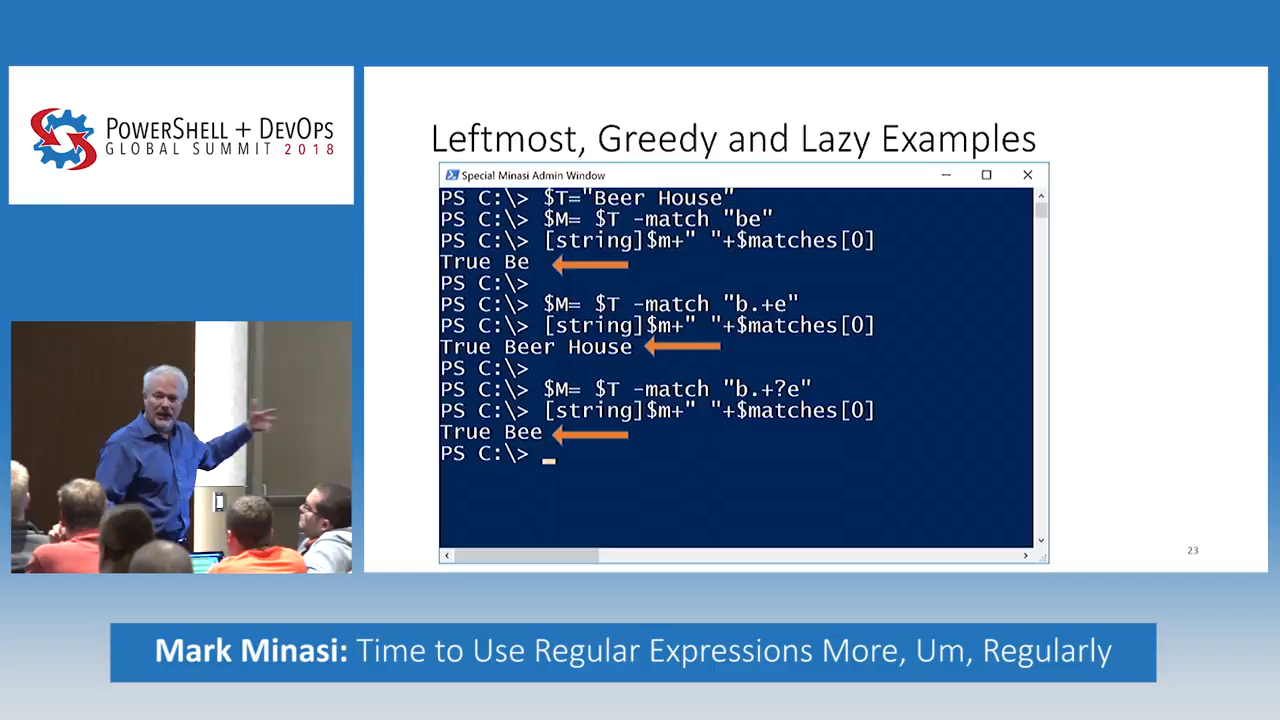 POWERSHELL + DEVOPS
GLOBAL SUMMIT 2018
Leftmost, Greedy and Lazy Examples
Special Minasi Admin Window
PS C:\> $T="Beer House"
PS C:\> $M= $T -match "be"
PS C:\> [string]$m+" "+$matches[0]
True Be
PS C:\>
PS C:\> $M= $T -match "b.+e"
PS C:\> [string]$m+" "+$matches[0]
True Beer House
PS C:\>
PS C:\> $M= $T -match "b.+?e"
PS C:\> [string]$m+" "+$matches[0]
True Bee
PS C:\> _
23
Mark Minasi: Time to Use Regular Expressions More, Um, Regularly